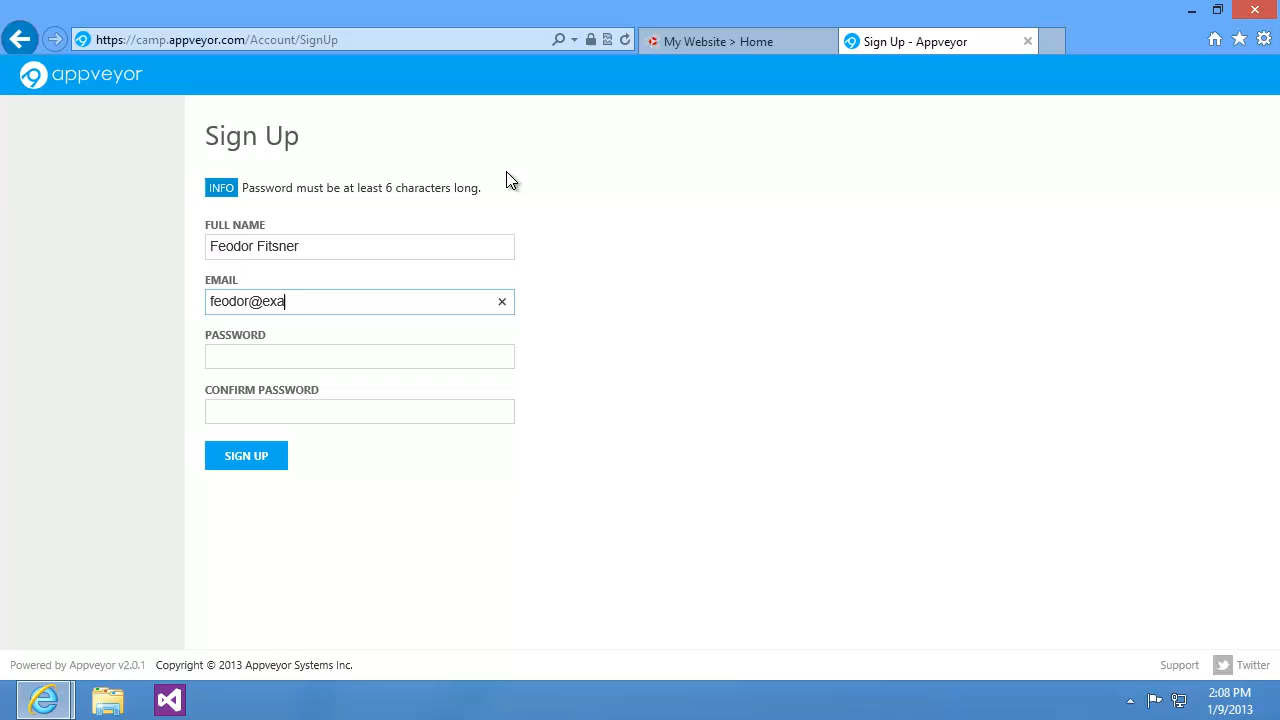 https://camp.appveyor.com/Account/SignUp
My Website > Home
Sign Up - Appveyor
appveyor
Sign Up
INFO Password must be at least 6 characters long.
FULL NAME
Feodor Fitsner
EMAIL
feodor@exa
PASSWORD
CONFIRM PASSWORD
SIGN UP
Powered by Appveyor v2.0.1 Copyright © 2013 Appveyor Systems Inc.
Support Twitter
2:08 PM
1/9/2013